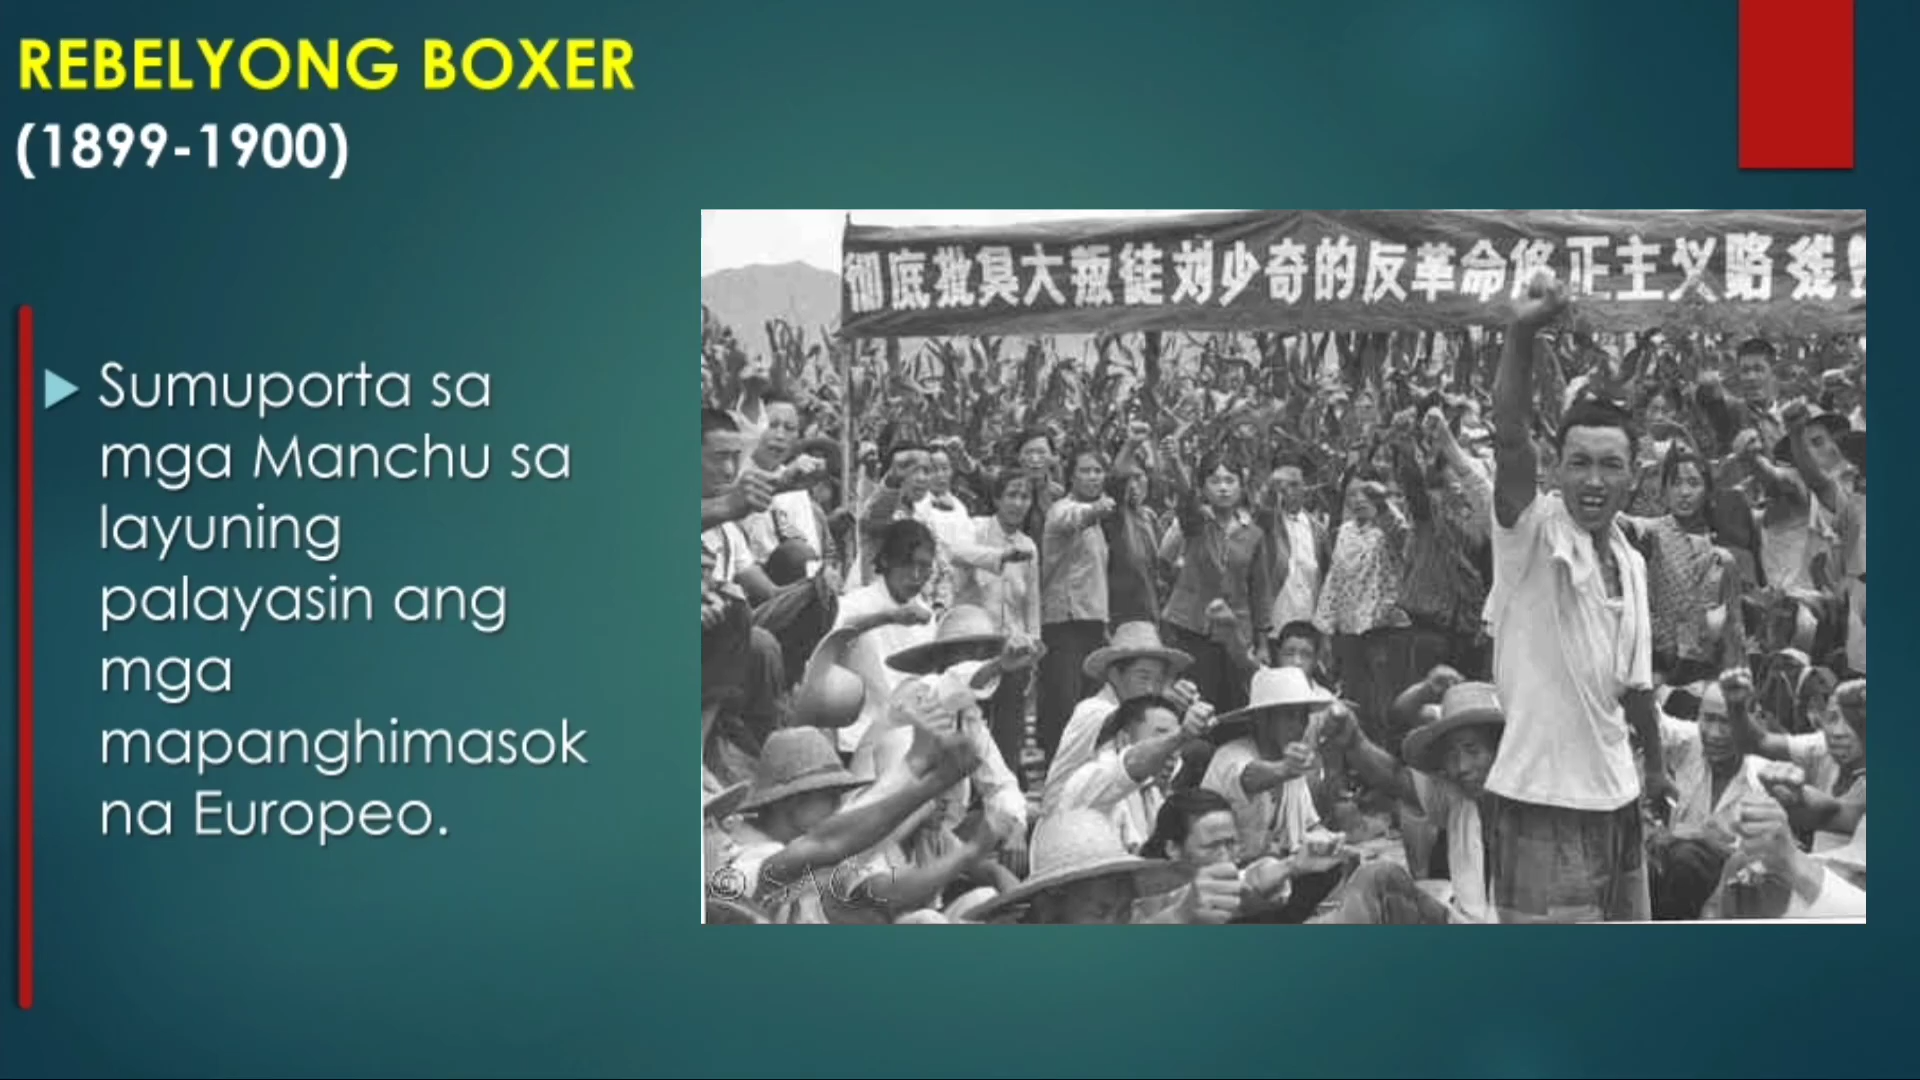 REBELYONG BOXER
(1899-1900)
彻底批臭大叛徒刘少奇的反革命修正主义路线
Sumuporta sa
mga Manchu sa
layuning
palayasin ang
mga
mapanghimasok
na Europeo.
© SACU